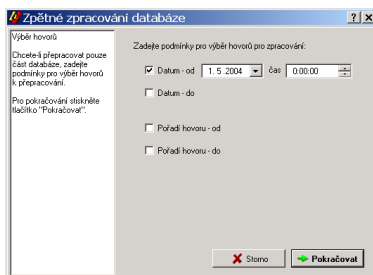 Zpětné zpracování databáze
Výběr hovorů
Chcete-li přepracovat pouze
část databáze, zadejte
podmínky pro výběr hovorů
k přepracování.
Pro pokračování stiskněte
tlačítko "Pokračovat".
Zadejte podmínky pro výběr hovorů pro zpracování:
Datum - od 1. 5 .2004 čas 0:00:00
Datum - do
Pořadí hovoru - od
Pořadí hovoru - do
Storno Pokračovat